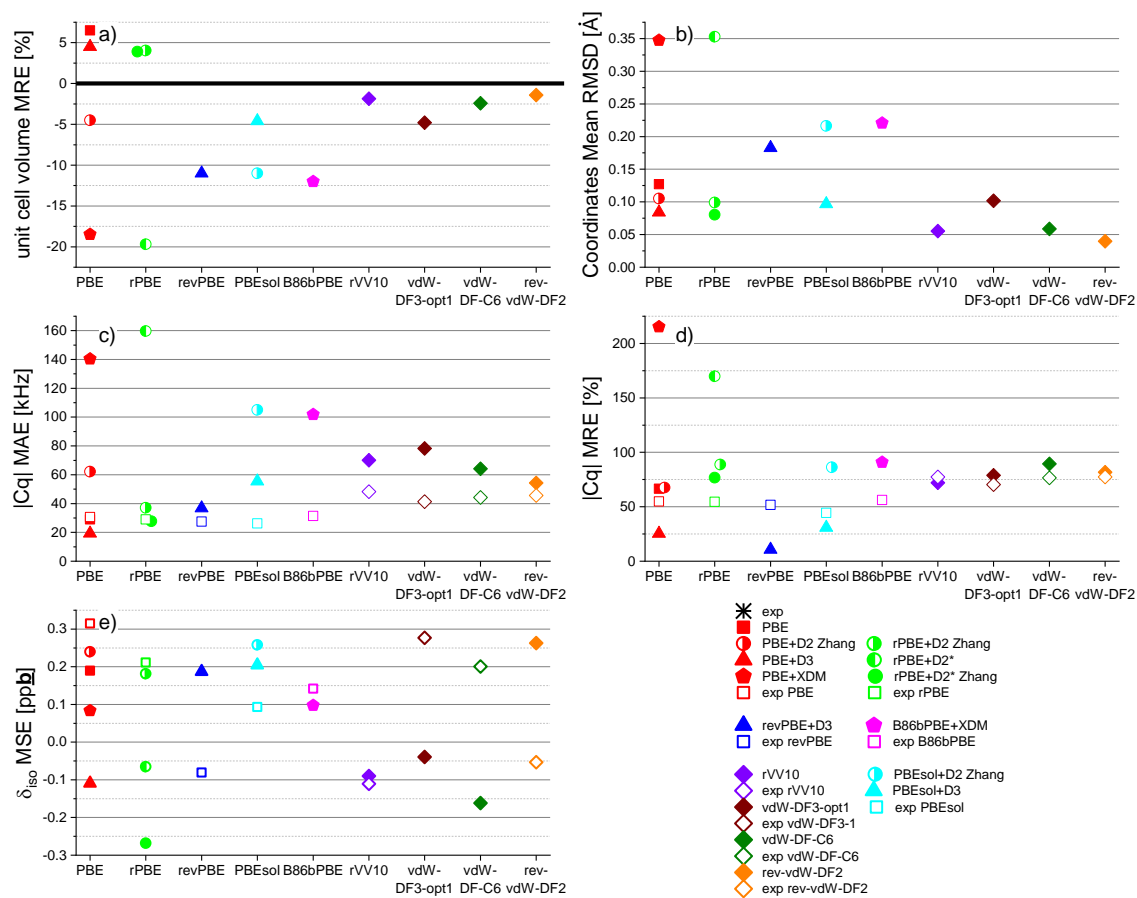 a)
unit cell volume MRE [%]
5
0
-5
-10
-15
-20
PBE rPBE revPBE PBEsol B86bPBE rVV10 vdW-DF3-opt1 vdW-DF-C6 rev-vdW-DF2
b)
Coordinates Mean RMSD [Å]
0.35
0.30
0.25
0.20
0.15
0.10
0.05
0.00
PBE rPBE revPBE PBEsol B86bPBE rVV10 vdW-DF3-opt1 vdW-DF-C6 rev-vdW-DF2
c)
|Cq| MAE [kHz]
160
140
120
100
80
60
40
20
0
PBE rPBE revPBE PBEsol B86bPBE rVV10 vdW-DF3-opt1 vdW-DF-C6 rev-vdW-DF2
d)
|Cq| MRE [%]
200
150
100
50
0
PBE rPBE revPBE PBEsol B86bPBE rVV10 vdW-DF3-opt1 vdW-DF-C6 rev-vdW-DF2
e)
δiso MSE [ppb]
0.3
0.2
0.1
0.0
-0.1
-0.2
-0.3
PBE rPBE revPBE PBEsol B86bPBE rVV10 vdW-DF3-opt1 vdW-DF-C6 rev-vdW-DF2
exp
PBE
PBE+D2 Zhang
PBE+D3
PBE+XDM
exp PBE
rPBE+D2 Zhang
rPBE+D2*
rPBE+D2* Zhang
exp rPBE
revPBE+D3
exp revPBE
B86bPBE+XDM
exp B86bPBE
rVV10
exp rVV10
vdW-DF3-opt1
exp vdW-DF3-1
vdW-DF-C6
exp vdW-DF-C6
rev-vdW-DF2
exp rev-vdW-DF2
PBEsol+D2 Zhang
PBEsol+D3
exp PBEsol